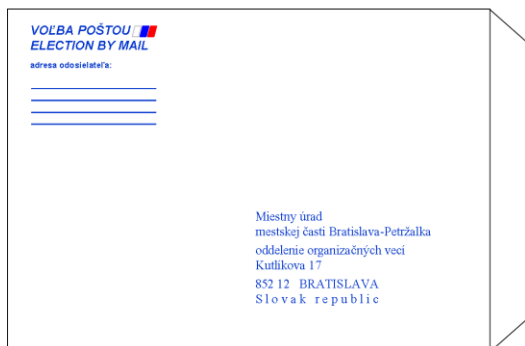 VOĽBA POŠTOU
ELECTION BY MAIL
adresa odosielateľa:
Miestny úrad
mestskej časti Bratislava-Petržalka
oddelenie organizačných vecí
Kutlíkova 17
852 12 BRATISLAVA
Slovak republic